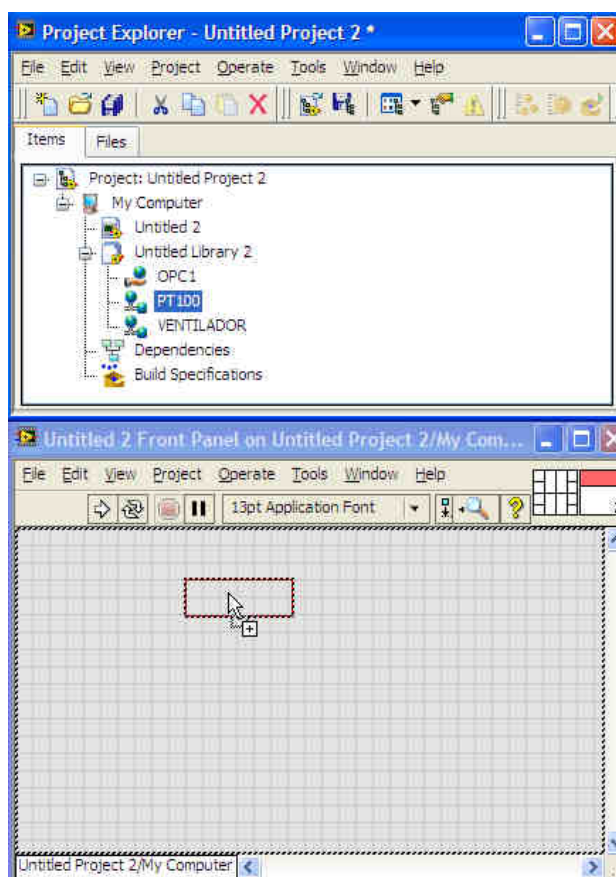 Project Explorer - Untitled Project 2 *
File Edit View Project Operate Tools Window Help
Items Files
Project: Untitled Project 2
My Computer
Untitled 2
Untitled Library 2
OPC1
PT100
VENTILADOR
Dependencies
Build Specifications
Untitled 2 Front Panel on Untitled Project 2/My Com...
File Edit View Project Operate Tools Window Help
13pt Application Font
Untitled Project 2/My Computer